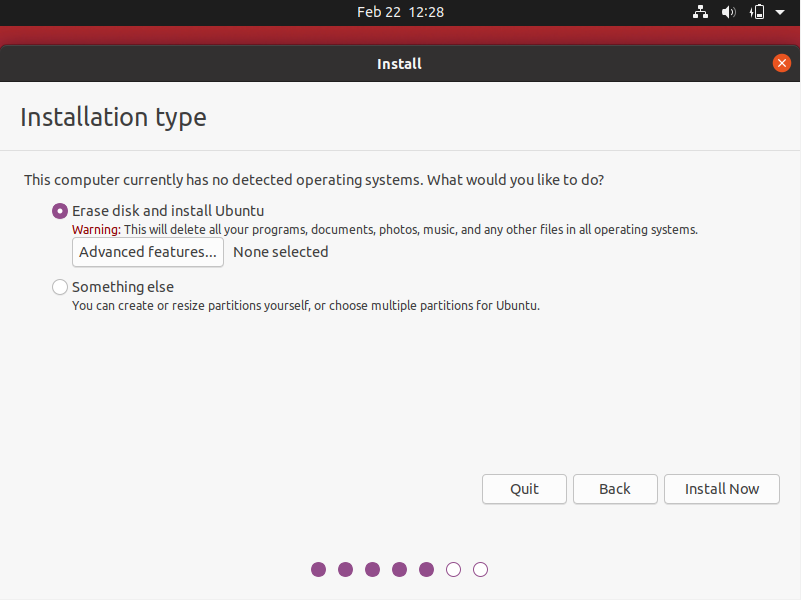 Feb 22 12:28
Install
Installation type
This computer currently has no detected operating systems. What would you like to do?
Erase disk and install Ubuntu
Warning: This will delete all your programs, documents, photos, music, and any other files in all operating systems.
Advanced features... None selected
Something else
You can create or resize partitions yourself, or choose multiple partitions for Ubuntu.
Quit Back Install Now